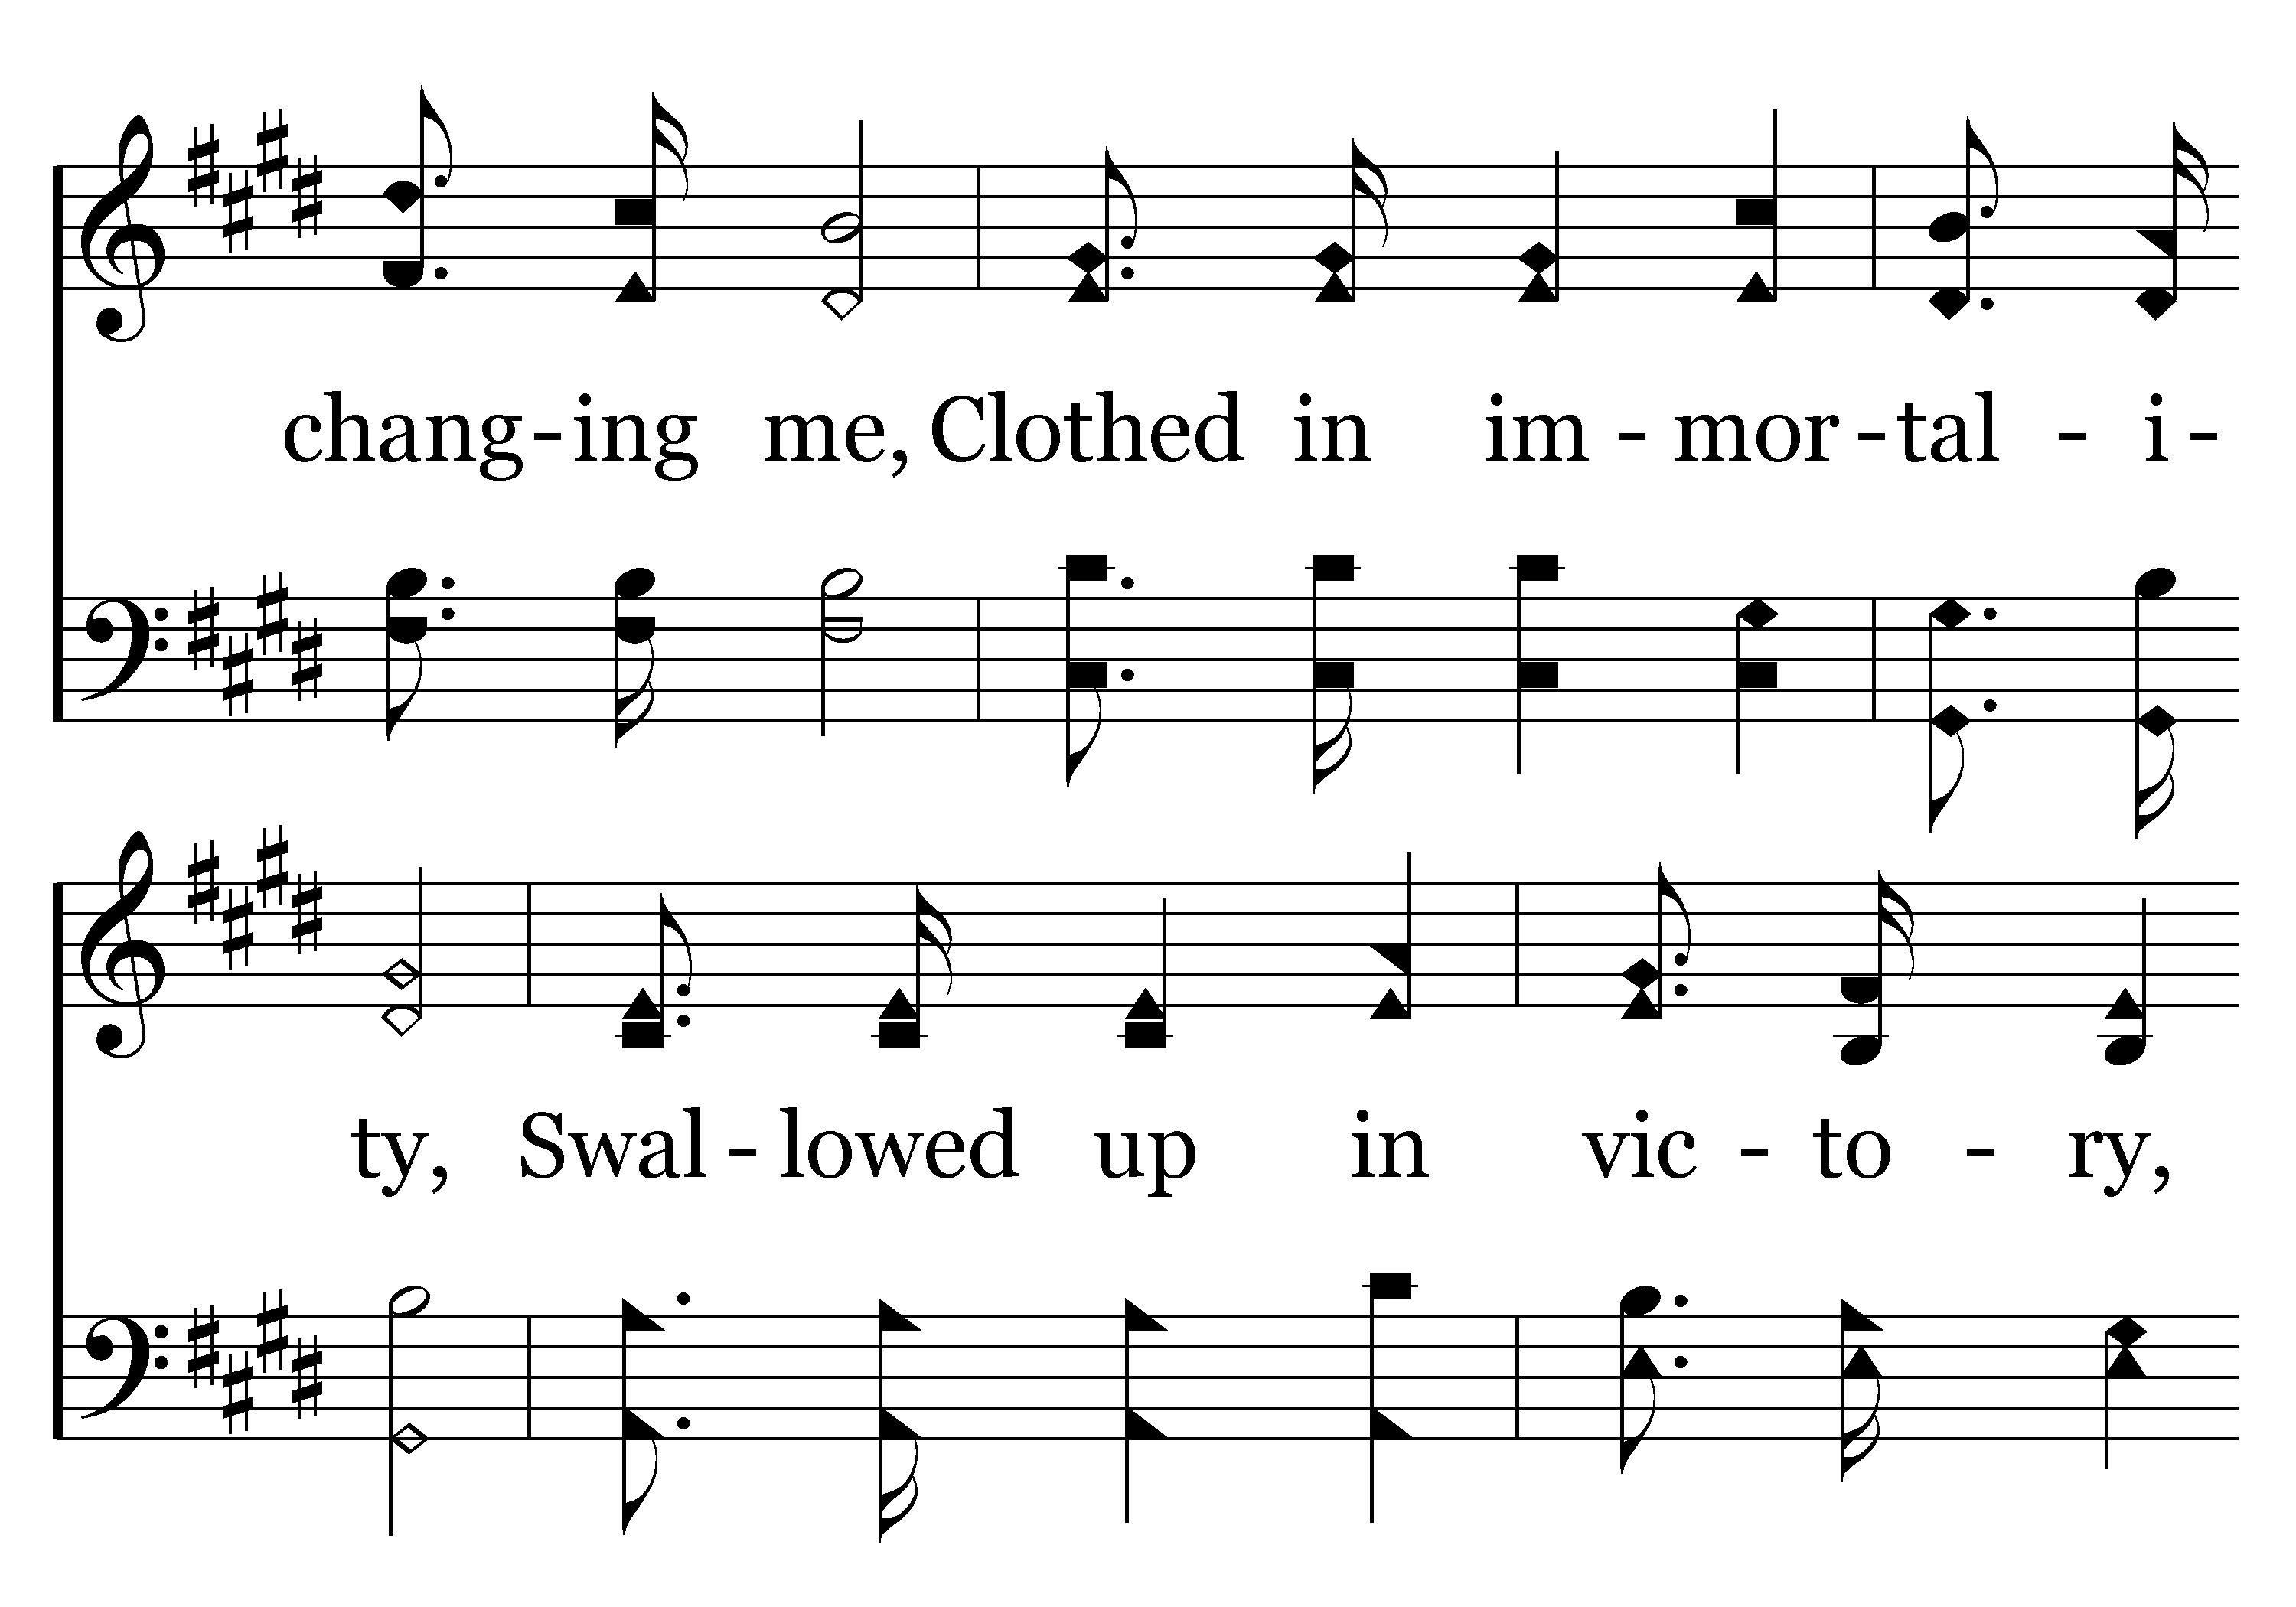 chang-ing me, Clothed in im - mor-tal - i-
ty, Swal - lowed up in vic - to - ry,